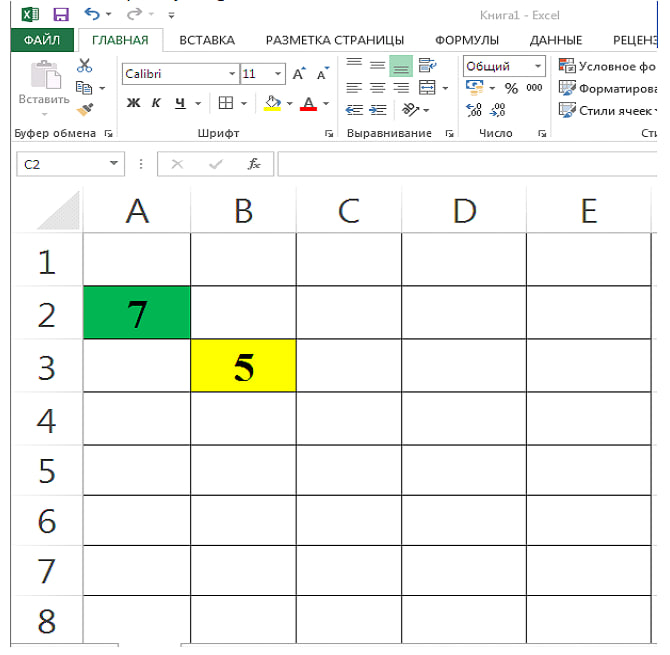 Книга1 - Excel
ФАЙЛ ГЛАВНАЯ ВСТАВКА РАЗМЕТКА СТРАНИЦЫ ФОРМУЛЫ ДАННЫЕ РЕЦЕНЗ
Вставить
Calibri 11 А А
Ж К Ч А
Общий
% 000
Условное фо
Форматирова
Стили ячеек
Буфер обмена Шрифт Выравнивание Число Сти
C2 fx
A B C D E
1
2 7
3 5
4
5
6
7
8